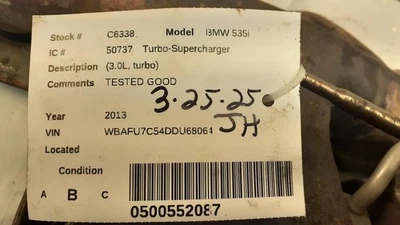 Stock # C6338 Model BMW 535i
IC # 50737 Turbo-Supercharger
Description (3.0L, turbo)
Comments TESTED GOOD
3-25-25
JH
Year 2013
VIN WBAFU7C54DDU68064
Located
Condition
A B C
0500552087